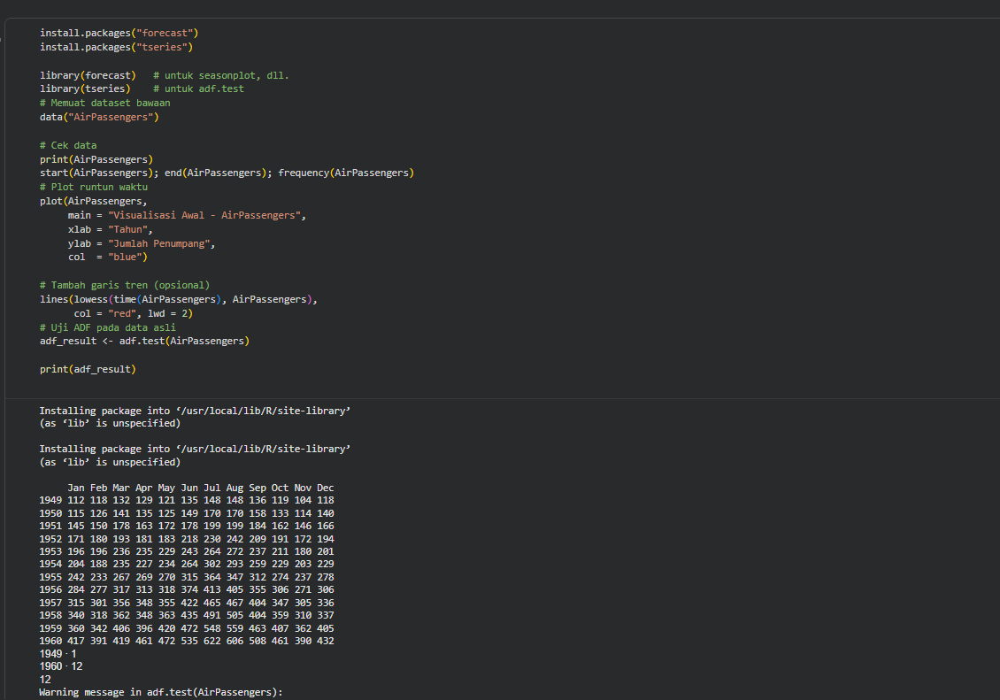 install.packages("forecast")
install.packages("tseries")
library(forecast)   # untuk seasonplot, dll.
library(tseries)    # untuk adf.test
# Memuat dataset bawaan
data("AirPassengers")
# Cek data
print(AirPassengers)
start(AirPassengers); end(AirPassengers); frequency(AirPassengers)
# Plot runtun waktu
plot(AirPassengers,
     main = "Visualisasi Awal - AirPassengers",
     xlab = "Tahun",
     ylab = "Jumlah Penumpang",
     col  = "blue")
# Tambah garis tren (opsional)
lines(lowess(time(AirPassengers), AirPassengers),
      col = "red", lwd = 2)
# Uji ADF pada data asli
adf_result <- adf.test(AirPassengers)
print(adf_result)
Installing package into ‘/usr/local/lib/R/site-library’
(as ‘lib’ is unspecified)
Installing package into ‘/usr/local/lib/R/site-library’
(as ‘lib’ is unspecified)
     Jan Feb Mar Apr May Jun Jul Aug Sep Oct Nov Dec
1949 112 118 132 129 121 135 148 148 136 119 104 118
1950 115 126 141 135 125 149 170 170 158 133 114 140
1951 145 150 178 163 172 178 199 199 184 162 146 166
1952 171 180 193 181 183 218 230 242 209 191 172 194
1953 196 196 236 235 229 243 264 272 237 211 180 201
1954 204 188 235 227 234 264 302 293 259 229 203 229
1955 242 233 267 269 270 315 364 347 312 274 237 278
1956 284 277 317 313 318 374 413 405 355 306 271 306
1957 315 301 356 348 355 422 465 467 404 347 305 336
1958 340 318 362 348 363 435 491 505 404 359 310 337
1959 360 342 406 396 420 472 548 559 463 407 362 405
1960 417 391 419 461 472 535 622 606 508 461 390 432
1949 · 1
1960 · 12
12
Warning message in adf.test(AirPassengers):